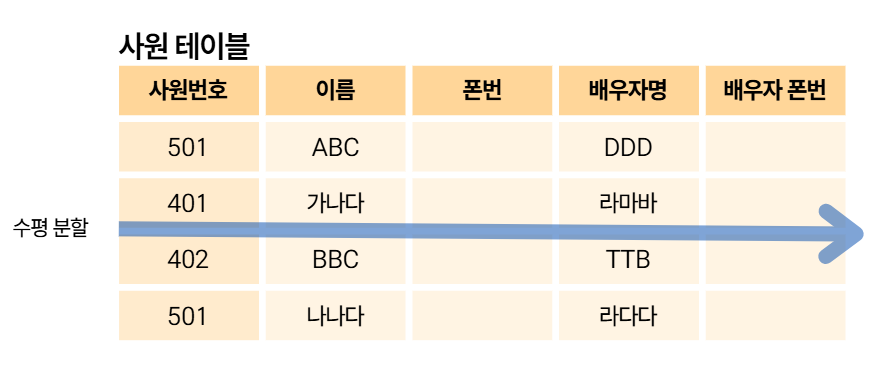 사원 테이블
사원번호 이름 폰번 배우자명 배우자 폰번
501 ABC DDD
401 가나다 라마바
수평 분할
402 BBC TTB
501 나나다 라다다